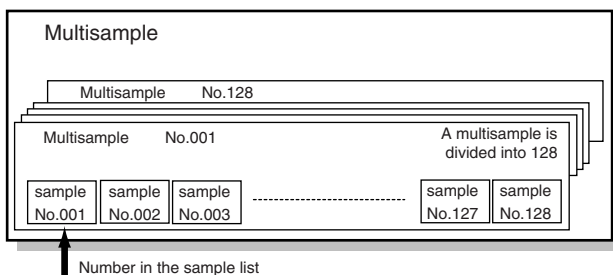 Multisample
Multisample No.128
Multisample No.001
A multisample is
divided into 128
sample sample sample sample sample
No.001 No.002 No.003 No.127 No.128
Number in the sample list